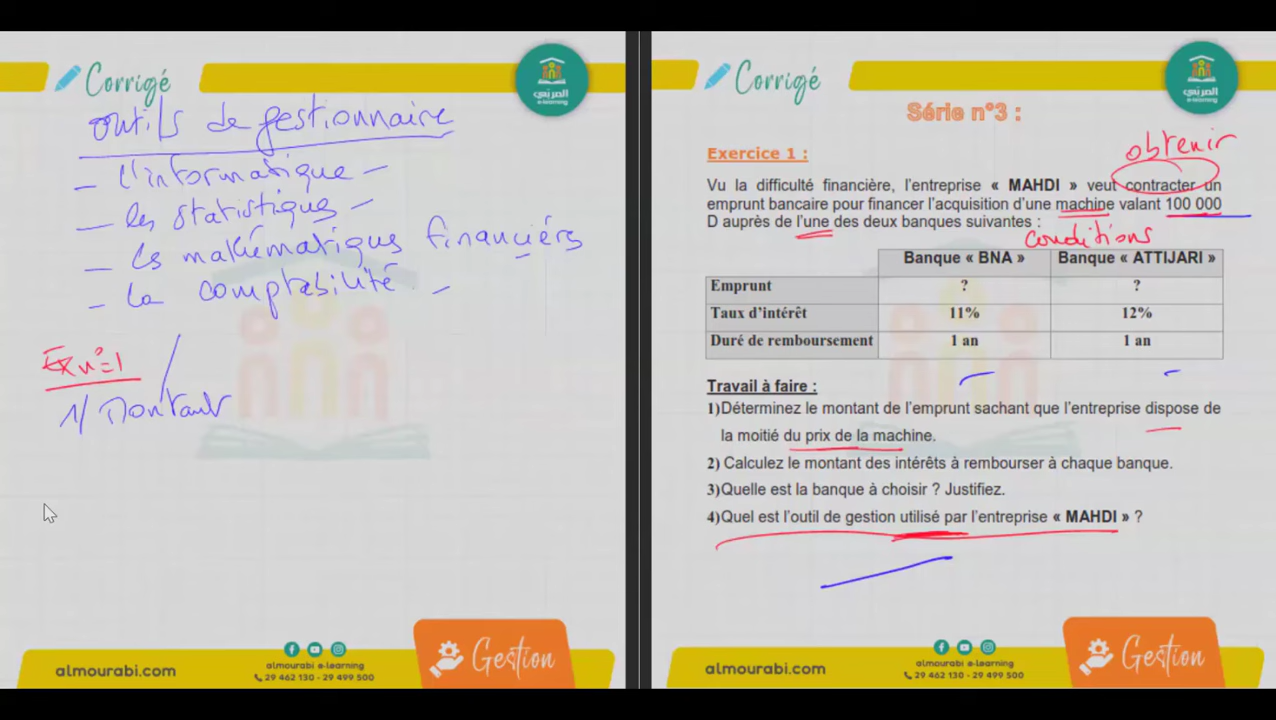 Corrigé
المربي
e-learning
outils de gestionnaire
- l'informatique -
- les statistiques -
- les mathématiques financiérs
- la comptabilité -
Ex n°=1
1/ Montant
almourabi.com
almourabi e-learning
29 462 130 - 29 499 500
Gestion
Corrigé
المربي
e-learning
Série n°3 :
obtenir
Exercice 1 :
Vu la difficulté financière, l'entreprise « MAHDI » veut contracter un
emprunt bancaire pour financer l'acquisition d'une machine valant 100 000
D auprès de l'une des deux banques suivantes :
conditions
Banque « BNA » Banque « ATTIJARI »
Emprunt ? ?
Taux d'intérêt 11% 12%
Duré de remboursement 1 an 1 an
Travail à faire :
1)Déterminez le montant de l'emprunt sachant que l'entreprise dispose de
la moitié du prix de la machine.
2) Calculez le montant des intérêts à rembourser à chaque banque.
3)Quelle est la banque à choisir ? Justifiez.
4)Quel est l'outil de gestion utilisé par l'entreprise « MAHDI » ?
almourabi.com
almourabi e-learning
29 462 130 - 29 499 500
Gestion